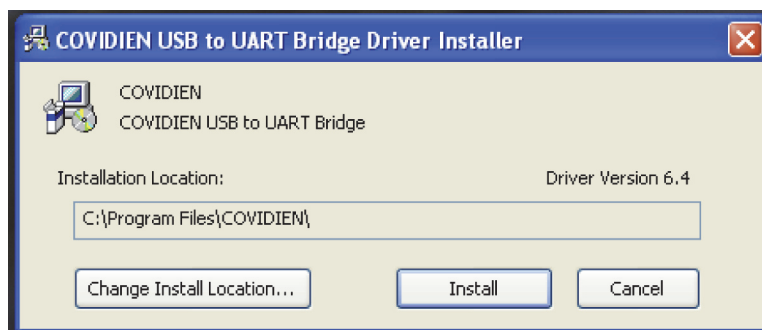 COVIDIEN USB to UART Bridge Driver Installer
COVIDIEN
COVIDIEN USB to UART Bridge
Installation Location: Driver Version 6.4
C:\Program Files\COVIDIEN\
Change Install Location... Install Cancel